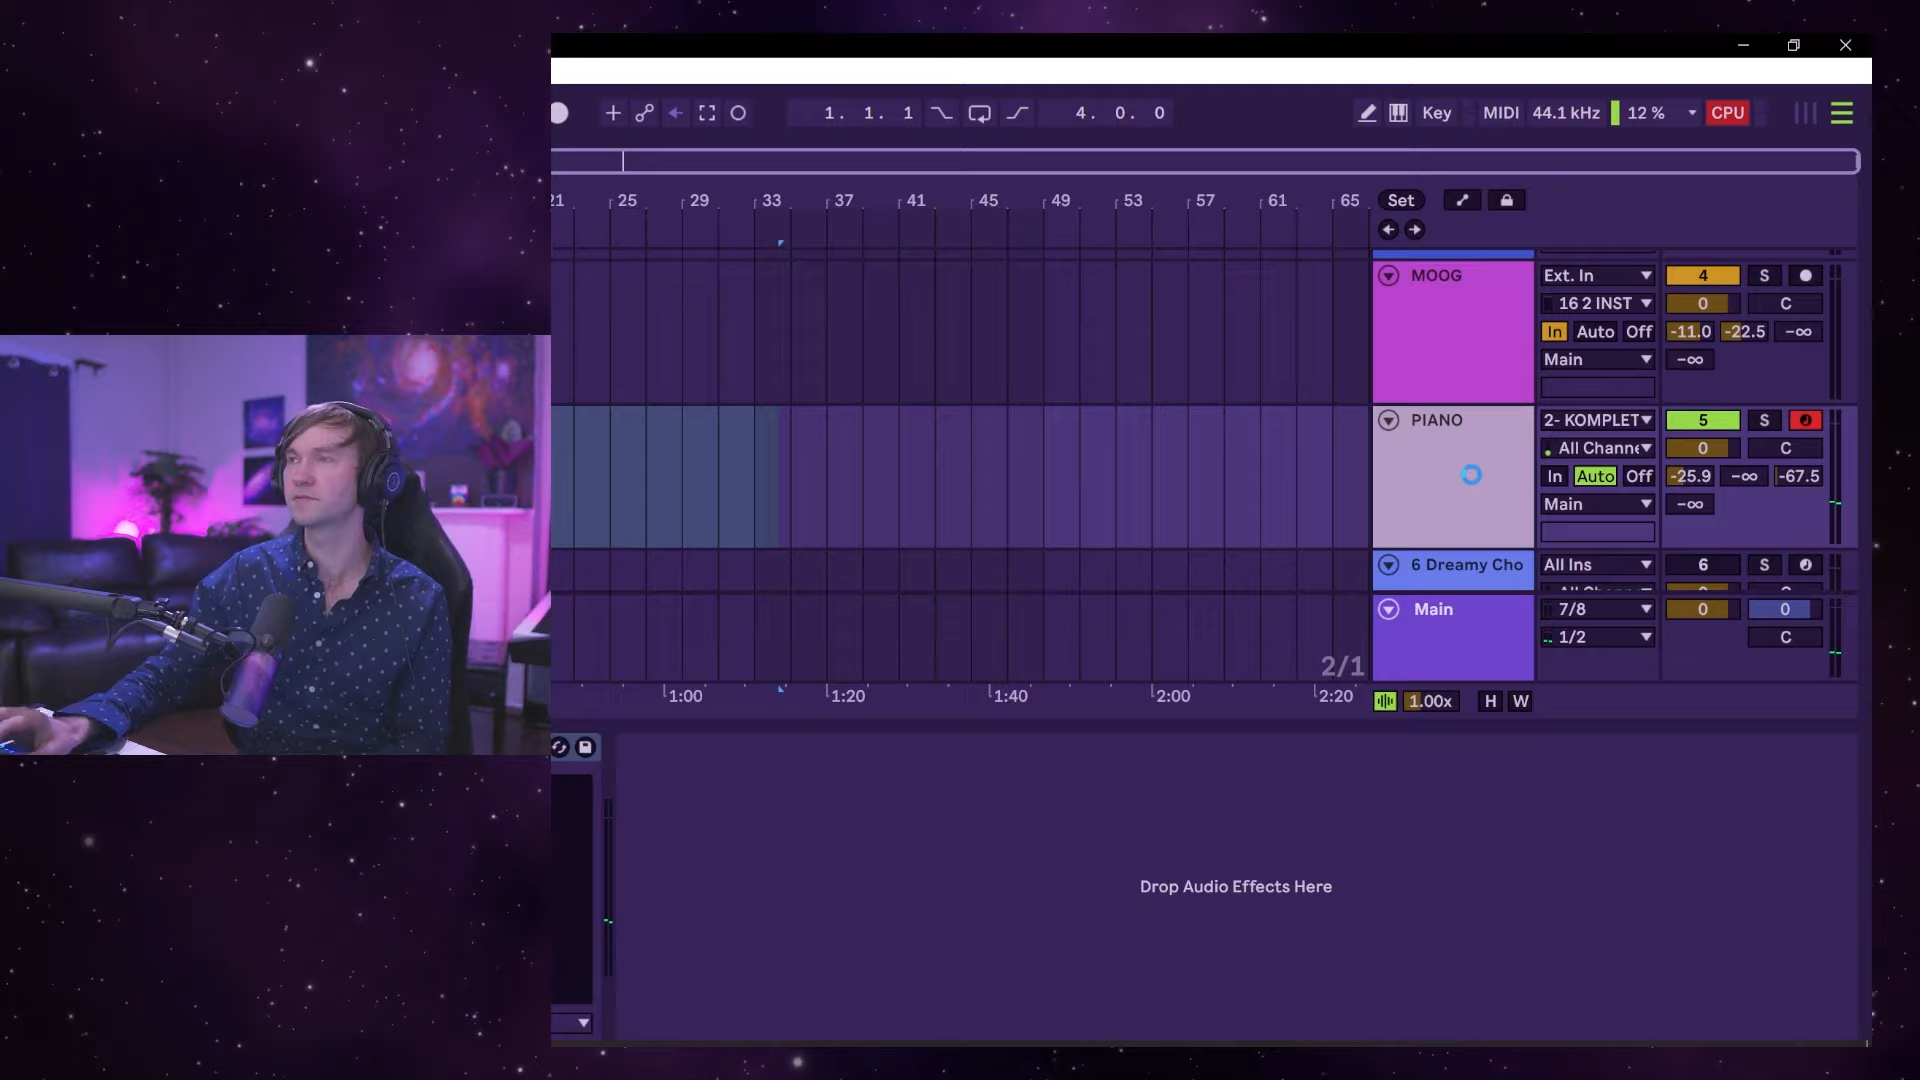 1. 1. 1 4. 0. 0 Key MIDI 44.1 kHz 12 % CPU
21 25 29 33 37 41 45 49 53 57 61 65 Set
MOOG Ext. In 4 S
16 2 INST 0 C
In Auto Off -11.0 -22.5 -∞
Main -∞
PIANO 2- KOMPLET 5 S
All Channe 0 C
In Auto Off -25.9 -∞ -67.5
Main -∞
6 Dreamy Cho All Ins 6 S
Main 7/8 0 0
1/2 C
2/1
1:00 1:20 1:40 2:00 2:20 1.00x H W
Drop Audio Effects Here